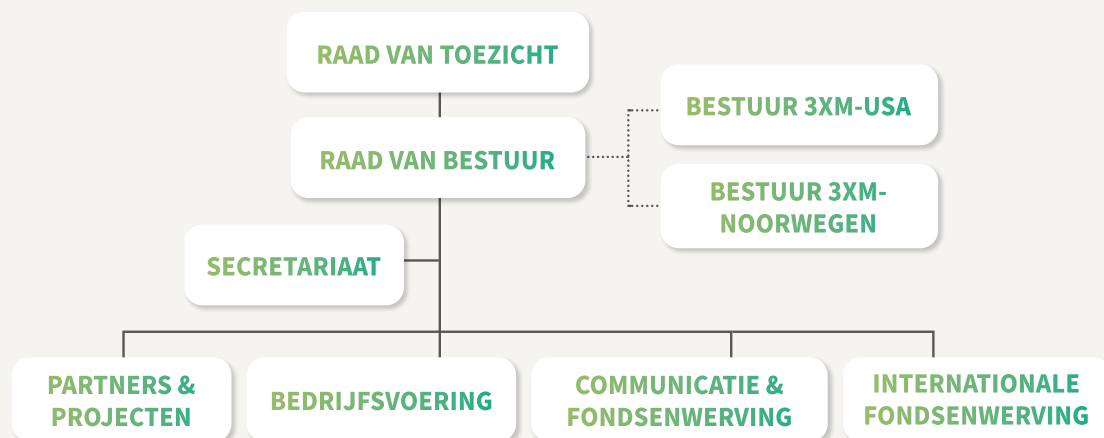 RAAD VAN TOEZICHT
RAAD VAN BESTUUR
BESTUUR 3XM-USA
BESTUUR 3XM-
NOORWEGEN
SECRETARIAAT
PARTNERS &
PROJECTEN
BEDRIJFSVOERING
COMMUNICATIE &
FONDSENWERVING
INTERNATIONALE
FONDSENWERVING